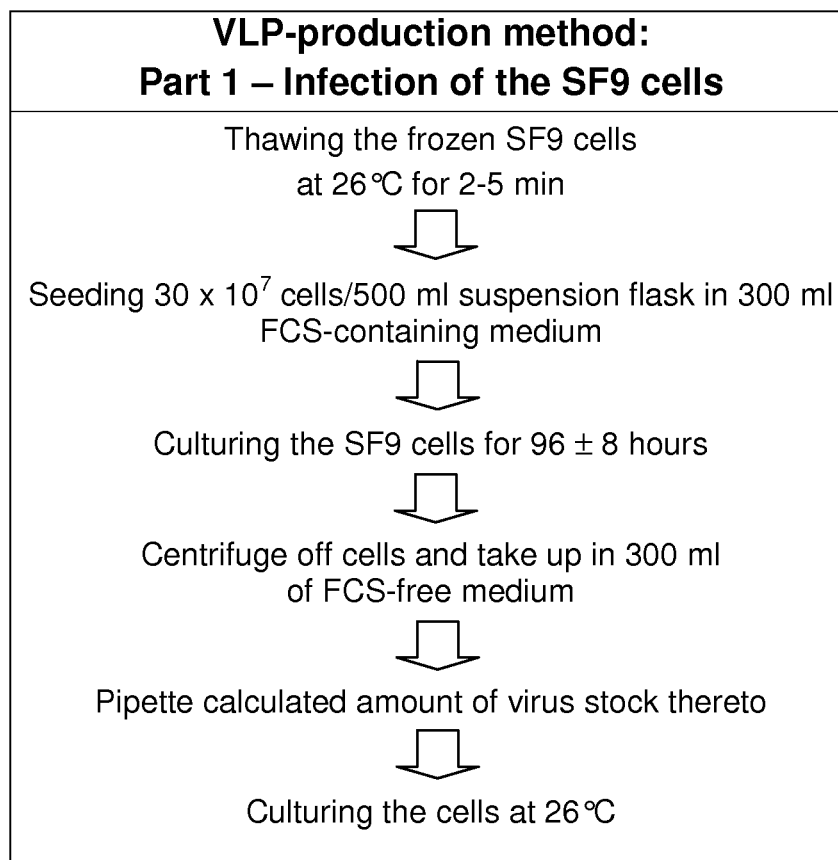 VLP-production method:
Part 1 – Infection of the SF9 cells
Thawing the frozen SF9 cells
at 26°C for 2-5 min
Seeding 30 x 10⁷ cells/500 ml suspension flask in 300 ml
FCS-containing medium
Culturing the SF9 cells for 96 ± 8 hours
Centrifuge off cells and take up in 300 ml
of FCS-free medium
Pipette calculated amount of virus stock thereto
Culturing the cells at 26°C